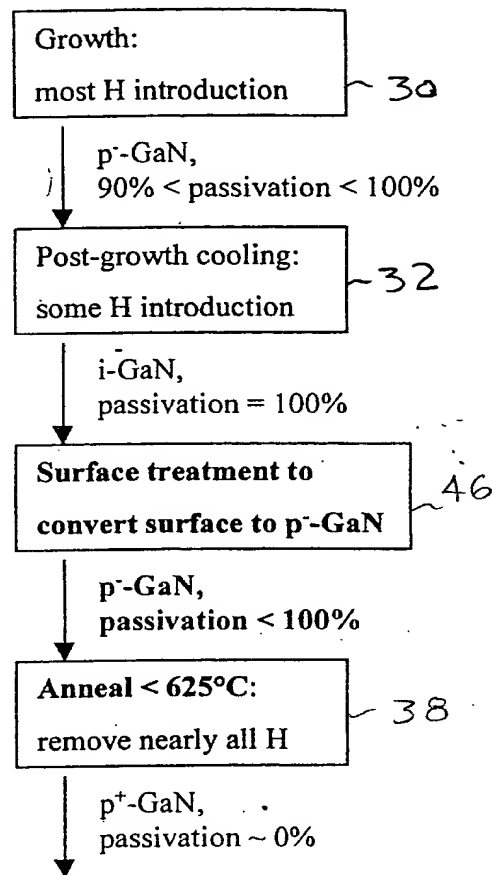 Growth:
most H introduction
30
p⁻-GaN,
90% < passivation < 100%
Post-growth cooling:
some H introduction
32
i-GaN,
passivation = 100%
Surface treatment to
convert surface to p⁻-GaN
46
p⁻-GaN,
passivation < 100%
Anneal < 625°C:
remove nearly all H
38
p⁺-GaN,
passivation ~ 0%